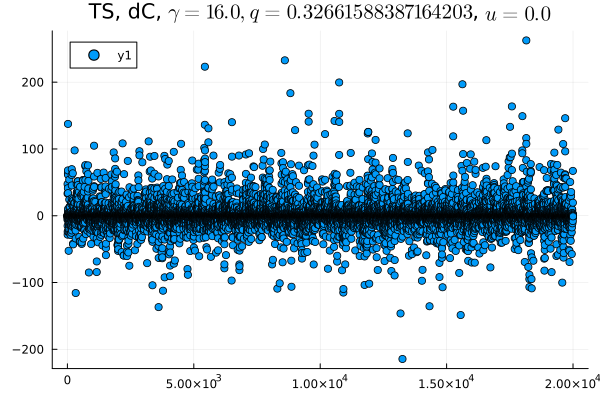 TS, dC, γ = 16.0, q = 0.32661588387164203, u = 0.0
y1
200
100
0
−100
−200
0 5.00×10³ 1.00×10⁴ 1.50×10⁴ 2.00×10⁴